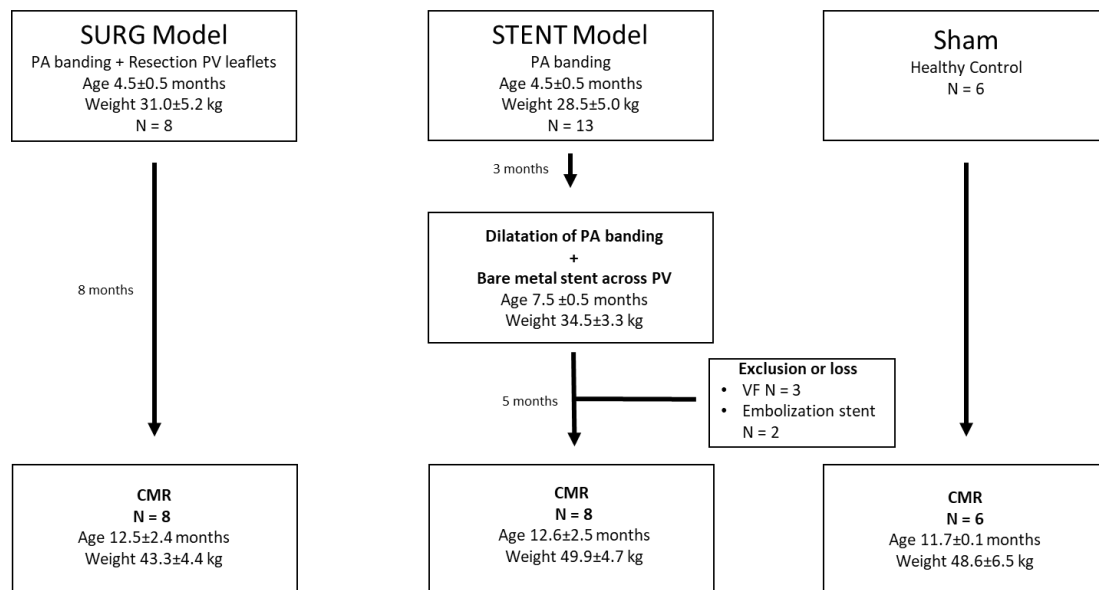 SURG Model
PA banding + Resection PV leaflets
Age 4.5±0.5 months
Weight 31.0±5.2 kg
N = 8
STENT Model
PA banding
Age 4.5±0.5 months
Weight 28.5±5.0 kg
N = 13
Sham
Healthy Control
N = 6
3 months
Dilatation of PA banding
+
Bare metal stent across PV
Age 7.5 ±0.5 months
Weight 34.5±3.3 kg
8 months
5 months
Exclusion or loss
• VF N = 3
• Embolization stent
N = 2
CMR
N = 8
Age 12.5±2.4 months
Weight 43.3±4.4 kg
CMR
N = 8
Age 12.6±2.5 months
Weight 49.9±4.7 kg
CMR
N = 6
Age 11.7±0.1 months
Weight 48.6±6.5 kg